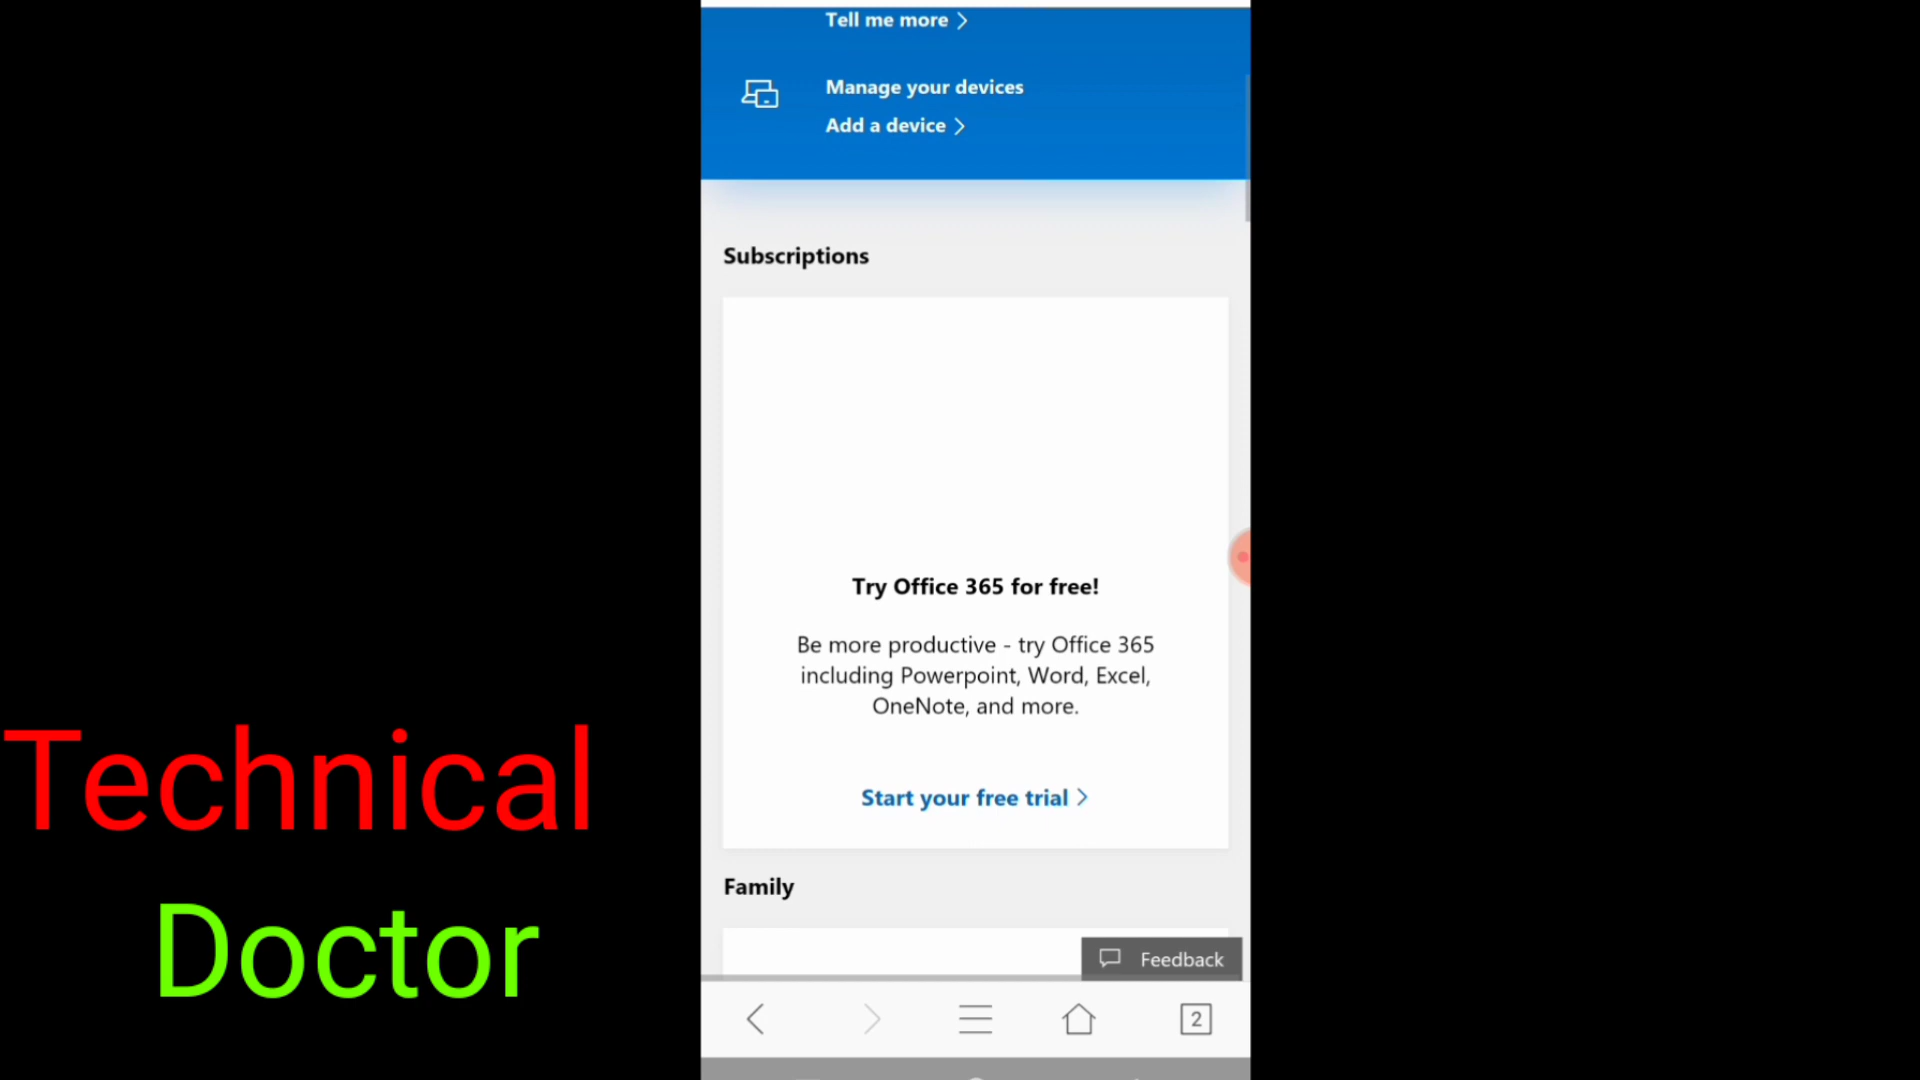 Tell me more
Manage your devices
Add a device
Subscriptions
Try Office 365 for free!
Be more productive - try Office 365
including Powerpoint, Word, Excel,
OneNote, and more.
Start your free trial
Family
Feedback
2
Technical
Doctor